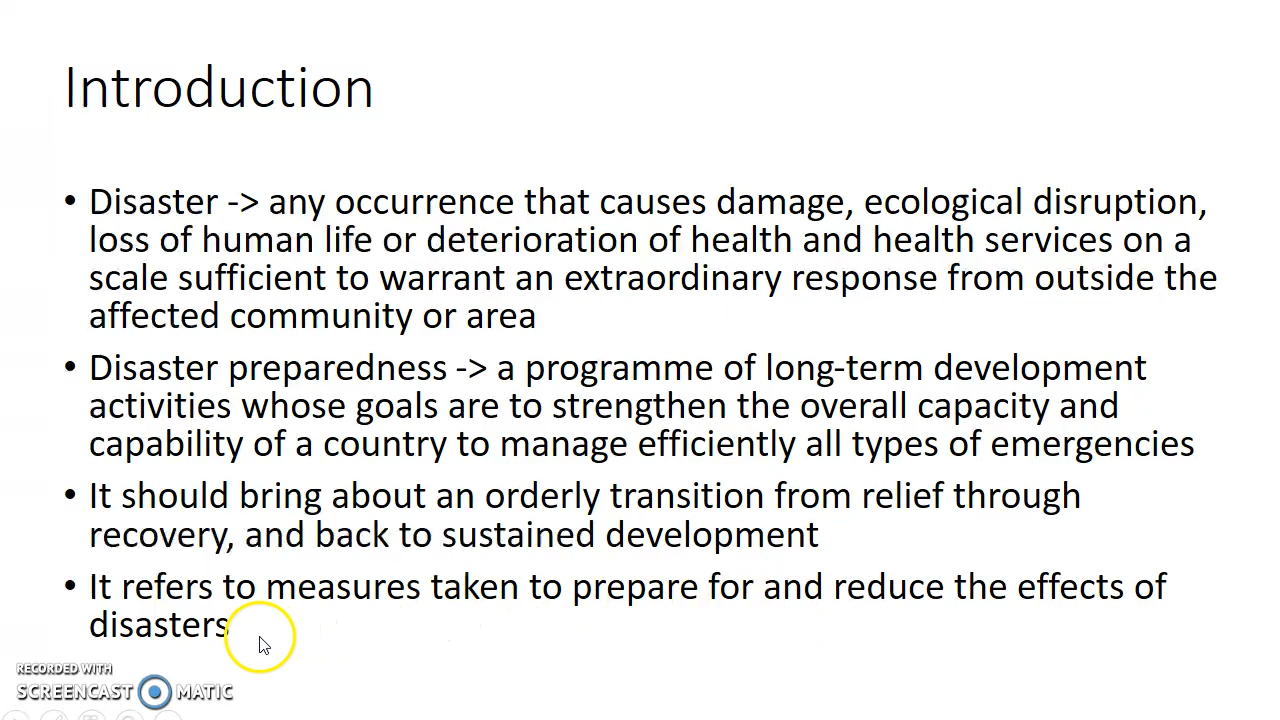 Introduction
• Disaster -> any occurrence that causes damage, ecological disruption,
loss of human life or deterioration of health and health services on a
scale sufficient to warrant an extraordinary response from outside the
affected community or area
• Disaster preparedness -> a programme of long-term development
activities whose goals are to strengthen the overall capacity and
capability of a country to manage efficiently all types of emergencies
• It should bring about an orderly transition from relief through
recovery, and back to sustained development
• It refers to measures taken to prepare for and reduce the effects of
disasters
RECORDED WITH
SCREENCAST MATIC